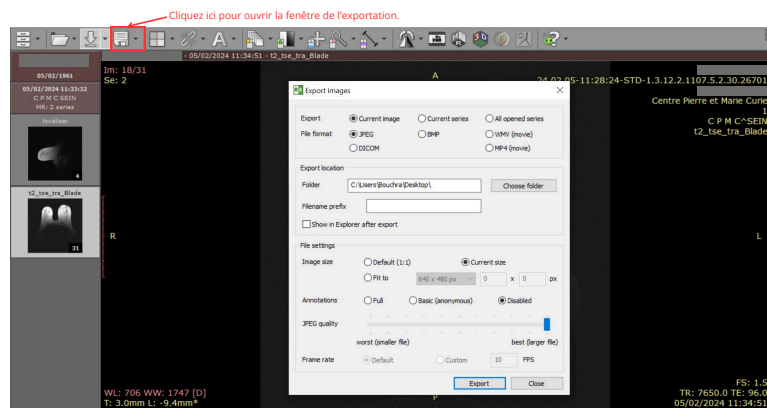 Cliquez ici pour ouvrir la fenêtre de l'exportation.
- 05/02/2024 11:34:51 - t2_tse_tra_Blade
05/02/1961
05/02/2024 11:33:32
C P M C SEIN
MR: 2 series
localizer
4
t2_tse_tra_Blade
31
Im: 18/31
Se: 2
A
24.02.05-11:28:24-STD-1.3.12.2.1107.5.2.30.26701
Centre Pierre et Marie Curie
1
C P M C^SEIN
t2_tse_tra_Blade
R
L
Export images
Export
Current image
Current series
All opened series
File format
JPEG
BMP
WMV (movie)
DICOM
MP4 (movie)
Export location
Folder
C:\Users\Bouchra\Desktop\
Choose folder
Filename prefix
Show in Explorer after export
File settings
Image size
Default (1:1)
Current size
Fit to
640 x 480 px
0
x
0
px
Annotations
Full
Basic (anonymous)
Disabled
JPEG quality
worst (smaller file)
best (larger file)
Frame rate
Default
Custom
10
FPS
Export
Close
WL: 706 WW: 1747 [D]
T: 3.0mm L: -9.4mm*
P
FS: 1.5
TR: 7650.0 TE: 96.0
05/02/2024 11:34:51